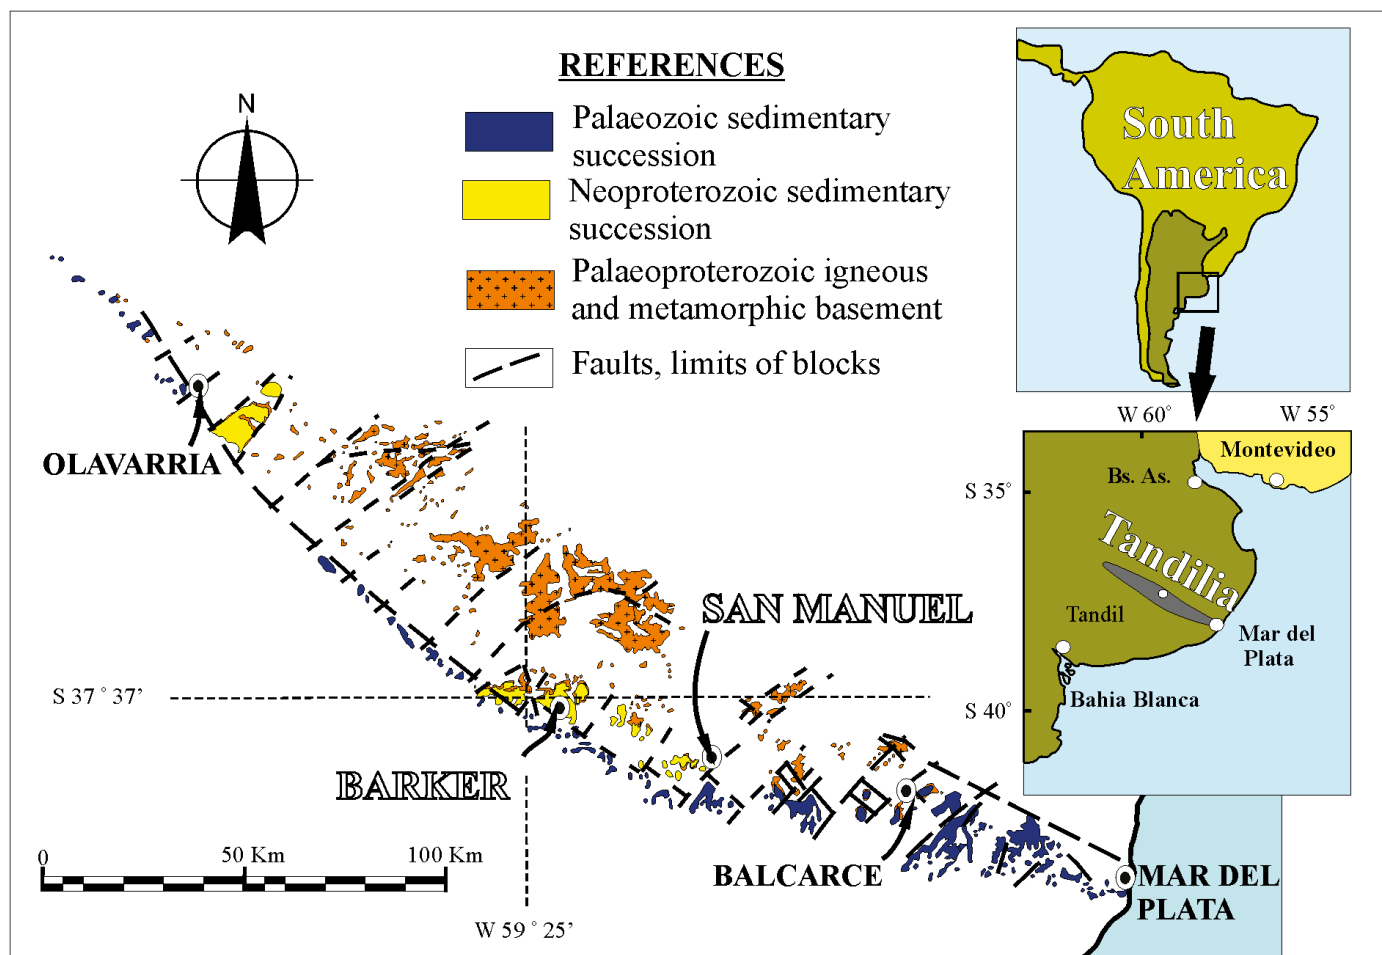 REFERENCES
Palaeozoic sedimentary
succession
Neoproterozoic sedimentary
succession
Palaeoproterozoic igneous
and metamorphic basement
Faults, limits of blocks
N
South
America
W 60°
W 55°
Montevideo
Bs. As.
S 35°
Tandilia
Tandil
Mar del
Plata
Bahia Blanca
S 40°
OLAVARRIA
SAN MANUEL
S 37° 37’
BARKER
BALCARCE
MAR DEL
PLATA
0
50 Km
100 Km
W 59° 25’